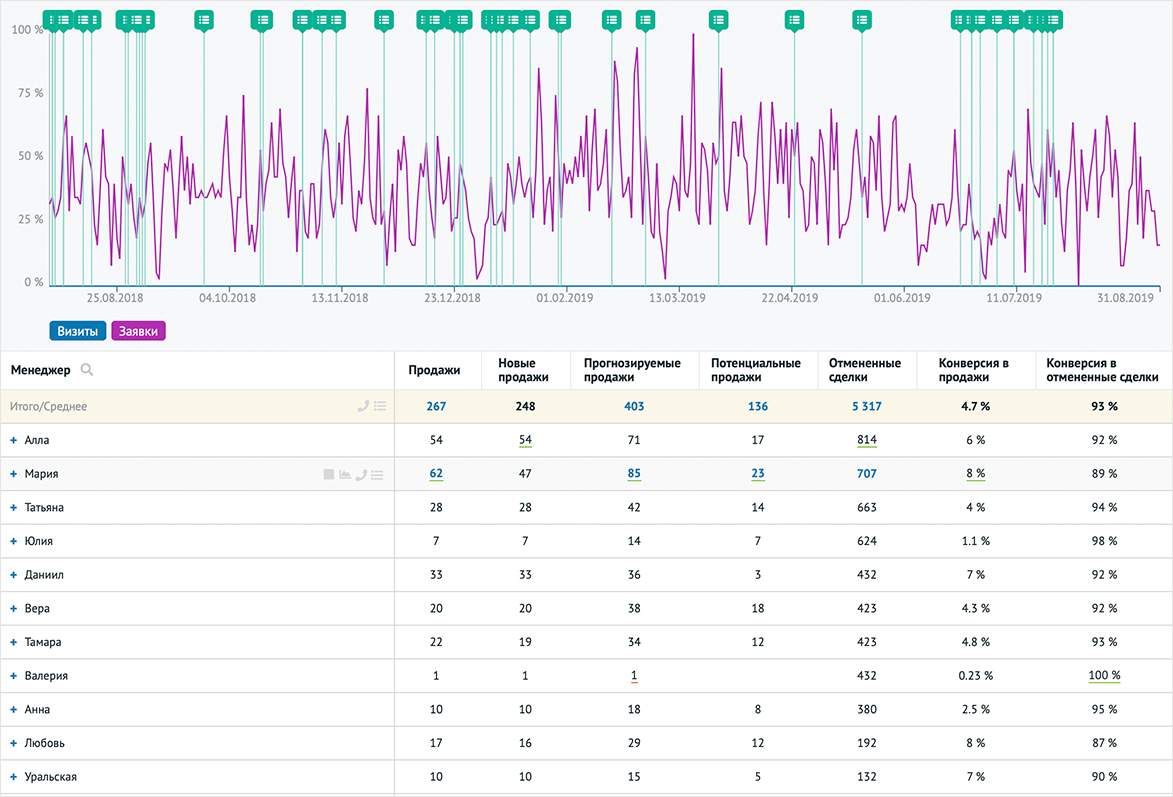 100 %
75 %
50 %
25 %
0 %
25.08.2018 04.10.2018 13.11.2018 23.12.2018 01.02.2019 13.03.2019 22.04.2019 01.06.2019 11.07.2019 31.08.2019
Визиты Заявки
Менеджер Продажи Новые продажи Прогнозируемые продажи Потенциальные продажи Отмененные сделки Конверсия в продажи Конверсия в отмененные сделки
Итого/Среднее 267 248 403 136 5 317 4.7 % 93 %
+ Алла 54 54 71 17 814 6 % 92 %
+ Мария 62 47 85 23 707 8 % 89 %
+ Татьяна 28 28 42 14 663 4 % 94 %
+ Юлия 7 7 14 7 624 1.1 % 98 %
+ Даниил 33 33 36 3 432 7 % 92 %
+ Вера 20 20 38 18 423 4.3 % 92 %
+ Тамара 22 19 34 12 423 4.8 % 93 %
+ Валерия 1 1 1 432 0.23 % 100 %
+ Анна 10 10 18 8 380 2.5 % 95 %
+ Любовь 17 16 29 12 192 8 % 87 %
+ Уральская 10 10 15 5 132 7 % 90 %